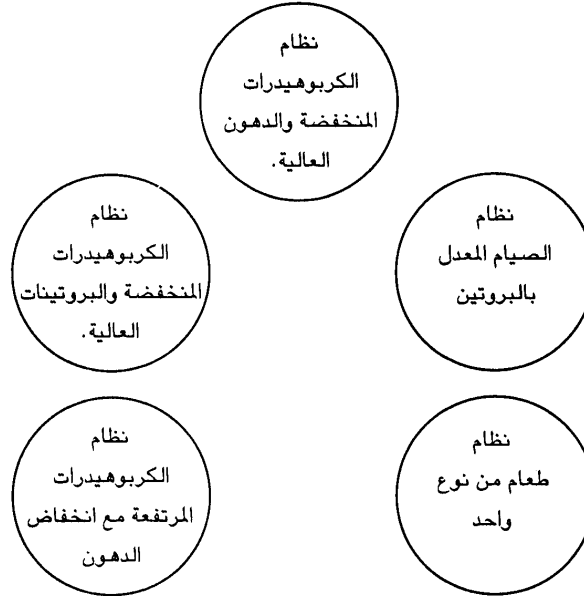 نظام
الكربوهيدرات
المنخفضة والدهون
العالية.
نظام
الصيام المعدل
بالبروتين
نظام
الكربوهيدرات
المنخفضة والبروتينات
العالية.
نظام
طعام من نوع
واحد
نظام
الكربوهيدرات
المرتفعة مع انخفاض
الدهون